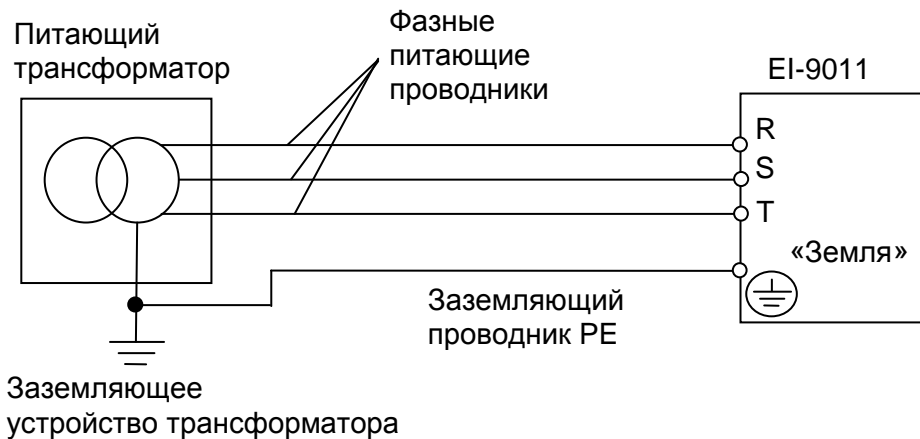 Питающий
трансформатор
Фазные
питающие
проводники
EI-9011
R
S
T
«Земля»
Заземляющий
проводник PE
Заземляющее
устройство трансформатора